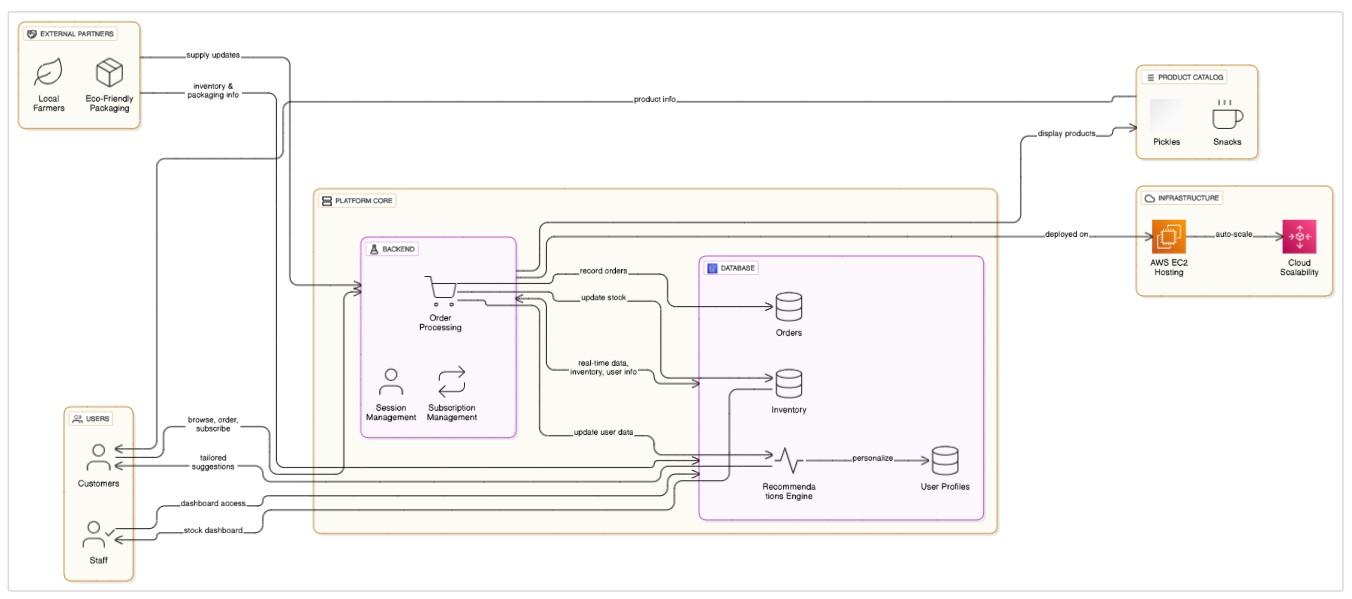 EXTERNAL PARTNERS
Local
Farmers
Eco-Friendly
Packaging
supply updates
inventory &
packaging info
product info
PRODUCT CATALOG
Pickles
Snacks
display products
INFRASTRUCTURE
AWS EC2
Hosting
auto-scale
Cloud
Scalability
deployed on
PLATFORM CORE
BACKEND
Order
Processing
Session
Management
Subscription
Management
record orders
update stock
real-time data,
inventory, user info
update user data
DATABASE
Orders
Inventory
Recommenda
tions Engine
personalize
User Profiles
USERS
Customers
Staff
browse, order,
subscribe
tailored
suggestions
dashboard access
stock dashboard